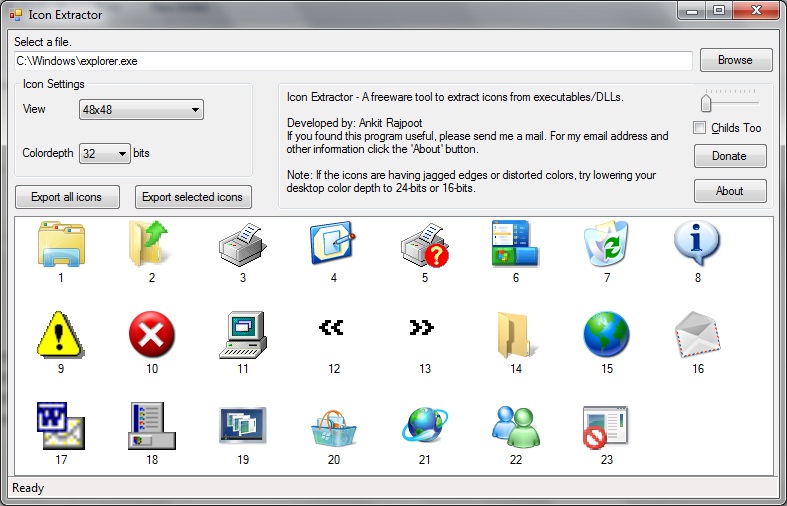 Icon Extractor
Select a file.
C:\Windows\explorer.exe
Browse
Icon Settings
View
48x48
Colordepth
32
bits
Icon Extractor - A freeware tool to extract icons from executables/DLLs.
Developed by: Ankit Rajpoot
If you found this program useful, please send me a mail. For my email address and
other information click the 'About' button.
Note: If the icons are having jagged edges or distorted colors, try lowering your
desktop color depth to 24-bits or 16-bits.
Childs Too
Donate
About
Export all icons
Export selected icons
1 2 3 4 5 6 7 8
9 10 11 12 13 14 15 16
17 18 19 20 21 22 23
Ready